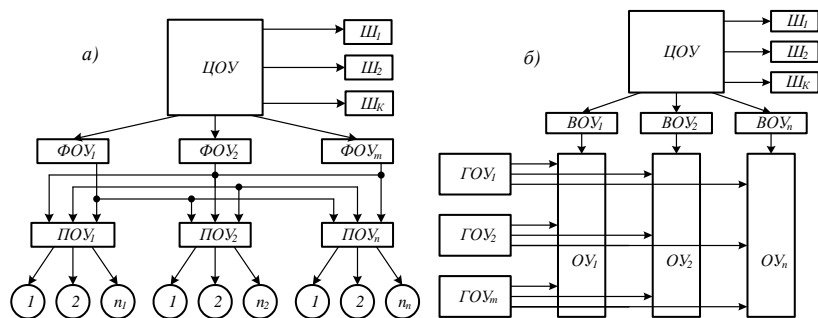 а)
ЦОУ
Ш1
Ш2
ШК
ФОУ1 ФОУ2 ФОУm
ПОУ1 ПОУ2 ПОУn
1 2 n1 1 2 n2 1 2 nn
б)
ЦОУ
Ш1
Ш2
ШК
ВОУ1 ВОУ2 ВОУn
ГОУ1
ГОУ2
ОУ1 ОУ2 ОУn
ГОУm